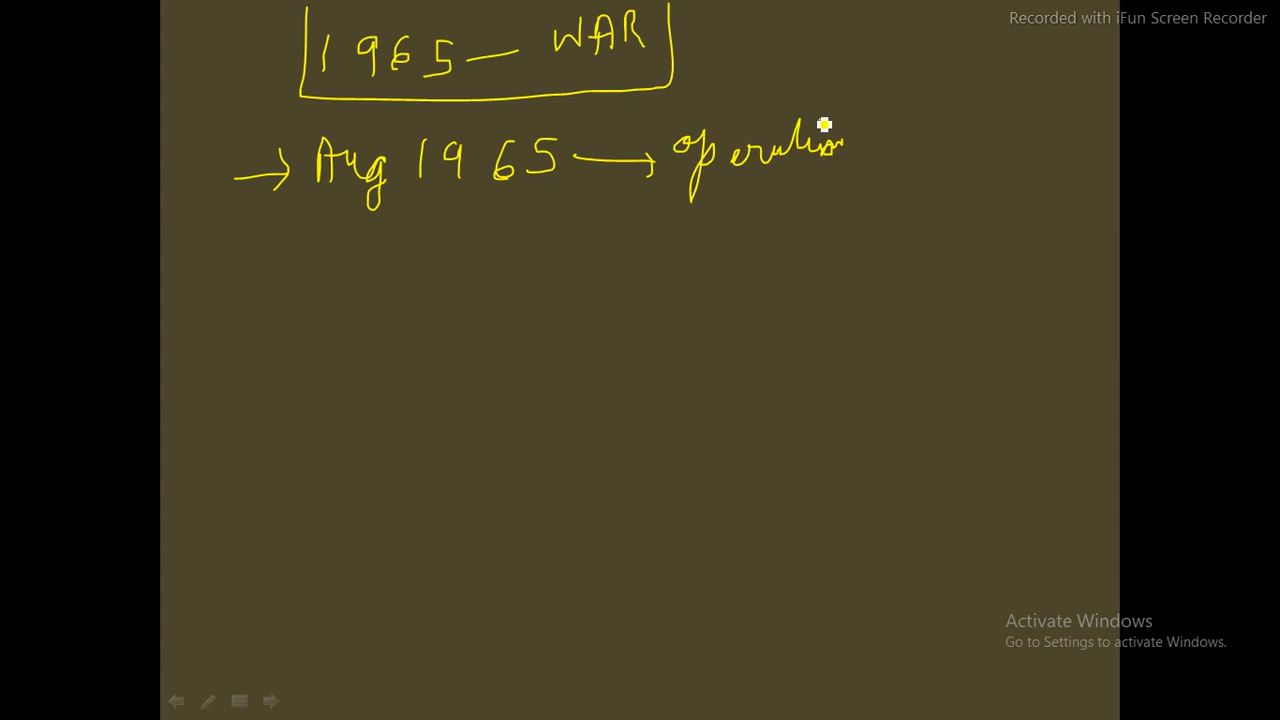 Recorded with iFun Screen Recorder
1965 — WAR
→ Aug 1965 → operation
Activate Windows
Go to Settings to activate Windows.